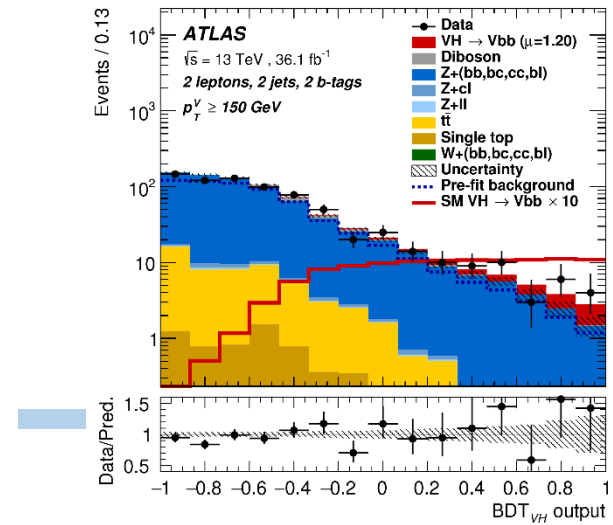 Events / 0.13
ATLAS
√s = 13 TeV , 36.1 fb⁻¹
2 leptons, 2 jets, 2 b-tags
p_T^V ≥ 150 GeV
Data
VH → Vbb (μ=1.20)
Diboson
Z+(bb,bc,cc,bl)
Z+cl
Z+ll
tt̄
Single top
W+(bb,bc,cc,bl)
Uncertainty
Pre-fit background
SM VH → Vbb × 10
10⁴
10³
10²
10
1
Data/Pred.
1.5
1
0.5
−1 −0.8 −0.6 −0.4 −0.2 0 0.2 0.4 0.6 0.8 1
BDT_VH output